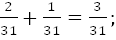 2/31 + 1/31 = 3/31;